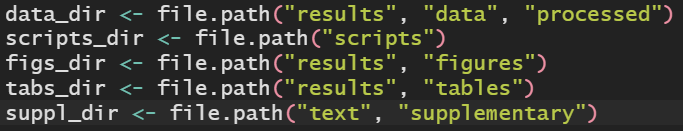 data_dir <- file.path("results", "data", "processed")
scripts_dir <- file.path("scripts")
figs_dir <- file.path("results", "figures")
tabs_dir <- file.path("results", "tables")
suppl_dir <- file.path("text", "supplementary")